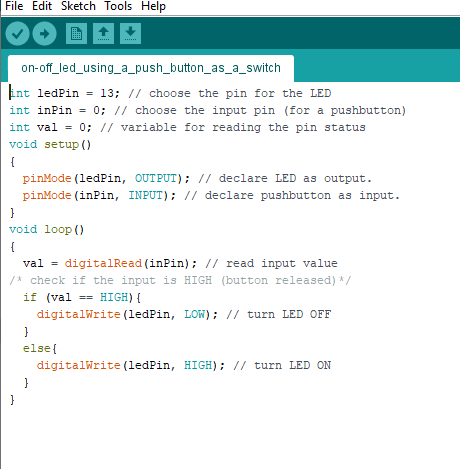 File Edit Sketch Tools Help
on-off_led_using_a_push_button_as_a_switch
int ledPin = 13; // choose the pin for the LED
int inPin = 0; // choose the input pin (for a pushbutton)
int val = 0; // variable for reading the pin status
void setup()
{
  pinMode(ledPin, OUTPUT); // declare LED as output.
  pinMode(inPin, INPUT); // declare pushbutton as input.
}
void loop()
{
  val = digitalRead(inPin); // read input value
/* check if the input is HIGH (button released)*/
  if (val == HIGH){
    digitalWrite(ledPin, LOW); // turn LED OFF
  }
  else{
    digitalWrite(ledPin, HIGH); // turn LED ON
  }
}